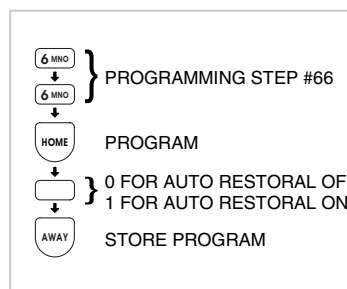 6 MNO
PROGRAMMING STEP #66
6 MNO
HOME PROGRAM
0 FOR AUTO RESTORAL OF
1 FOR AUTO RESTORAL ON
AWAY STORE PROGRAM